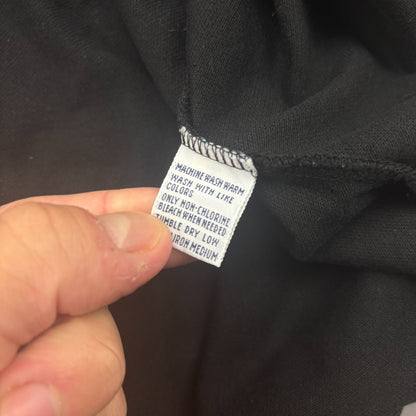 MACHINE WASH WARM
WASH WITH LIKE
COLORS
ONLY NON-CHLORINE
BLEACH WHEN NEEDED
TUMBLE DRY LOW
IRON MEDIUM